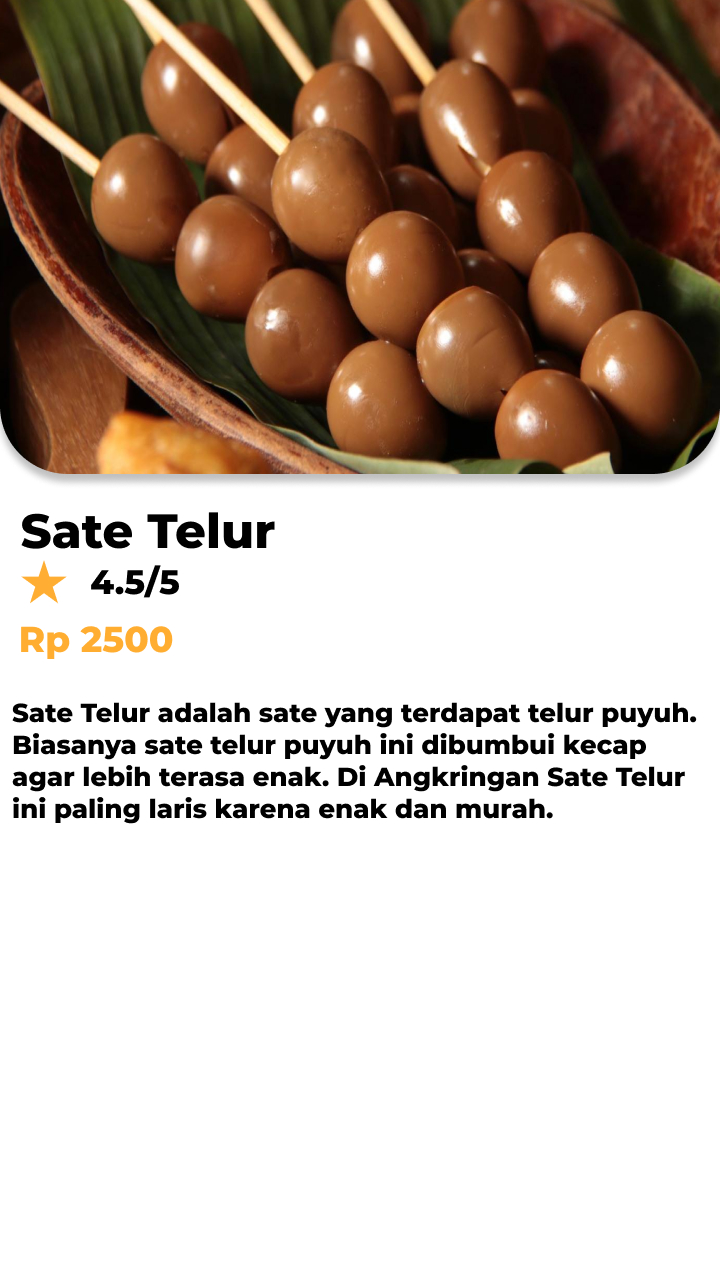 Sate Telur
4.5/5
Rp 2500
Sate Telur adalah sate yang terdapat telur puyuh.
Biasanya sate telur puyuh ini dibumbui kecap
agar lebih terasa enak. Di Angkringan Sate Telur
ini paling laris karena enak dan murah.